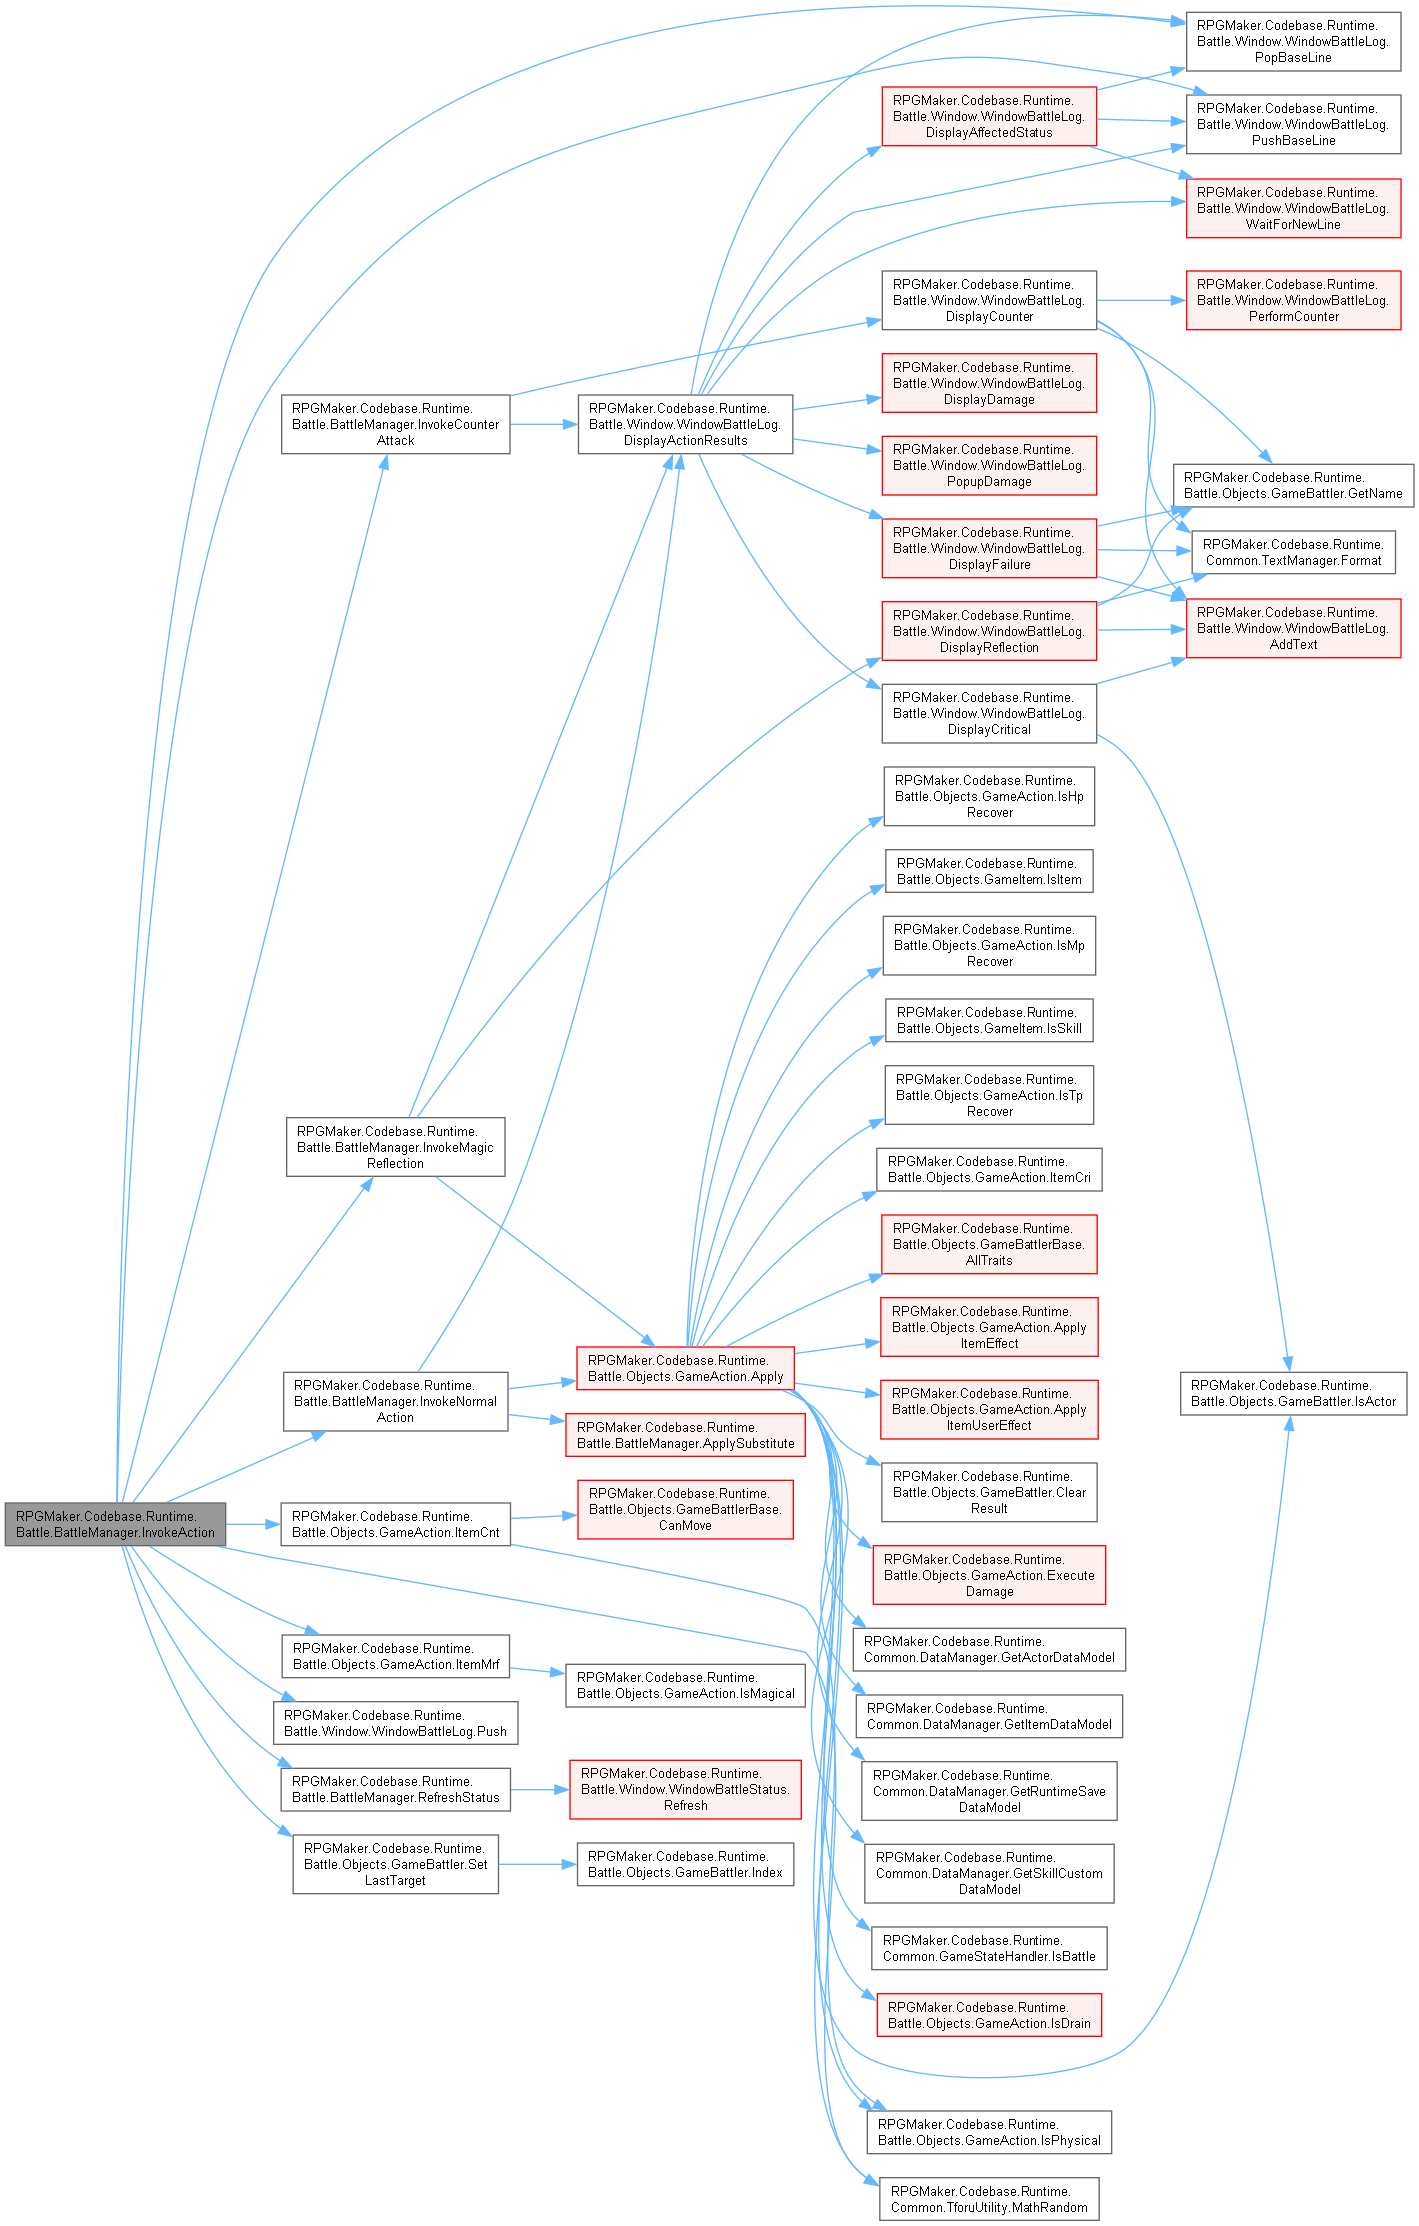 RPGMaker.Codebase.Runtime.
Battle.BattleManager.InvokeAction
RPGMaker.Codebase.Runtime.
Battle.BattleManager.InvokeCounter
Attack
RPGMaker.Codebase.Runtime.
Battle.BattleManager.InvokeMagic
Reflection
RPGMaker.Codebase.Runtime.
Battle.BattleManager.InvokeNormal
Action
RPGMaker.Codebase.Runtime.
Battle.Objects.GameAction.ItemCnt
RPGMaker.Codebase.Runtime.
Battle.Objects.GameAction.ItemMrf
RPGMaker.Codebase.Runtime.
Battle.Window.WindowBattleLog.Push
RPGMaker.Codebase.Runtime.
Battle.BattleManager.RefreshStatus
RPGMaker.Codebase.Runtime.
Battle.Objects.GameBattler.Set
LastTarget
RPGMaker.Codebase.Runtime.
Battle.Window.WindowBattleLog.
DisplayActionResults
RPGMaker.Codebase.Runtime.
Battle.Objects.GameAction.Apply
RPGMaker.Codebase.Runtime.
Battle.BattleManager.ApplySubstitute
RPGMaker.Codebase.Runtime.
Battle.Objects.GameBattlerBase.
CanMove
RPGMaker.Codebase.Runtime.
Battle.Objects.GameAction.IsMagical
RPGMaker.Codebase.Runtime.
Battle.Window.WindowBattleStatus.
Refresh
RPGMaker.Codebase.Runtime.
Battle.Objects.GameBattler.Index
RPGMaker.Codebase.Runtime.
Battle.Window.WindowBattleLog.
DisplayAffectedStatus
RPGMaker.Codebase.Runtime.
Battle.Window.WindowBattleLog.
DisplayCounter
RPGMaker.Codebase.Runtime.
Battle.Window.WindowBattleLog.
DisplayDamage
RPGMaker.Codebase.Runtime.
Battle.Window.WindowBattleLog.
PopupDamage
RPGMaker.Codebase.Runtime.
Battle.Window.WindowBattleLog.
DisplayFailure
RPGMaker.Codebase.Runtime.
Battle.Window.WindowBattleLog.
DisplayReflection
RPGMaker.Codebase.Runtime.
Battle.Window.WindowBattleLog.
DisplayCritical
RPGMaker.Codebase.Runtime.
Battle.Objects.GameAction.IsHp
Recover
RPGMaker.Codebase.Runtime.
Battle.Objects.GameItem.IsItem
RPGMaker.Codebase.Runtime.
Battle.Objects.GameAction.IsMp
Recover
RPGMaker.Codebase.Runtime.
Battle.Objects.GameItem.IsSkill
RPGMaker.Codebase.Runtime.
Battle.Objects.GameAction.IsTp
Recover
RPGMaker.Codebase.Runtime.
Battle.Objects.GameAction.ItemCri
RPGMaker.Codebase.Runtime.
Battle.Objects.GameBattlerBase.
AllTraits
RPGMaker.Codebase.Runtime.
Battle.Objects.GameAction.Apply
ItemEffect
RPGMaker.Codebase.Runtime.
Battle.Objects.GameAction.Apply
ItemUserEffect
RPGMaker.Codebase.Runtime.
Battle.Objects.GameBattler.Clear
Result
RPGMaker.Codebase.Runtime.
Battle.Objects.GameAction.Execute
Damage
RPGMaker.Codebase.Runtime.
Common.DataManager.GetActorDataModel
RPGMaker.Codebase.Runtime.
Common.DataManager.GetItemDataModel
RPGMaker.Codebase.Runtime.
Common.DataManager.GetRuntimeSave
DataModel
RPGMaker.Codebase.Runtime.
Common.DataManager.GetSkillCustom
DataModel
RPGMaker.Codebase.Runtime.
Common.GameStateHandler.IsBattle
RPGMaker.Codebase.Runtime.
Battle.Objects.GameAction.IsDrain
RPGMaker.Codebase.Runtime.
Battle.Objects.GameAction.IsPhysical
RPGMaker.Codebase.Runtime.
Common.TforuUtility.MathRandom
RPGMaker.Codebase.Runtime.
Battle.Window.WindowBattleLog.
PopBaseLine
RPGMaker.Codebase.Runtime.
Battle.Window.WindowBattleLog.
PushBaseLine
RPGMaker.Codebase.Runtime.
Battle.Window.WindowBattleLog.
WaitForNewLine
RPGMaker.Codebase.Runtime.
Battle.Window.WindowBattleLog.
PerformCounter
RPGMaker.Codebase.Runtime.
Battle.Objects.GameBattler.GetName
RPGMaker.Codebase.Runtime.
Common.TextManager.Format
RPGMaker.Codebase.Runtime.
Battle.Window.WindowBattleLog.
AddText
RPGMaker.Codebase.Runtime.
Battle.Objects.GameBattler.IsActor